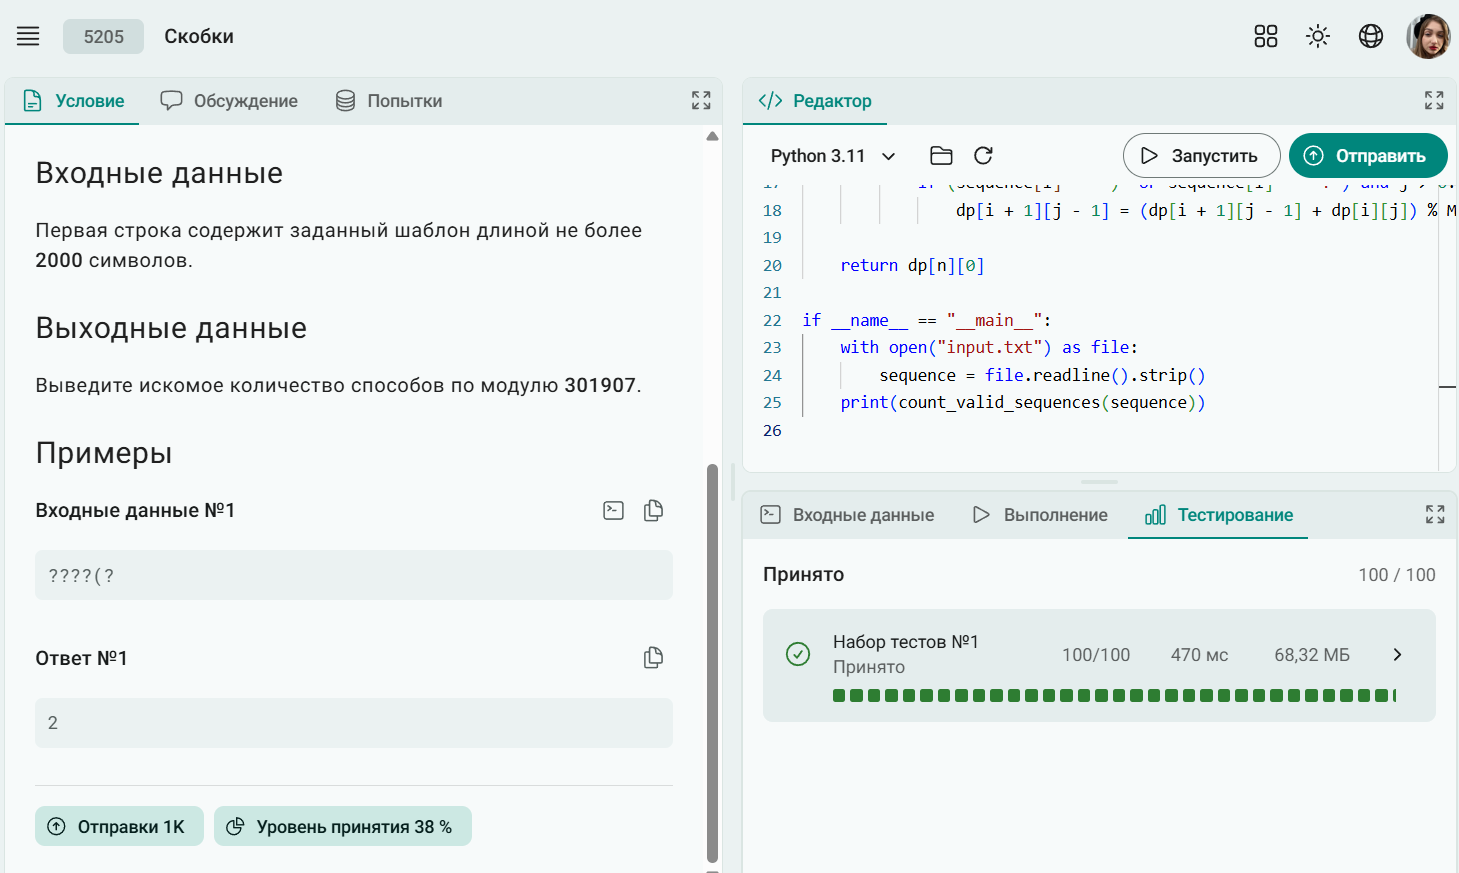 5205 Скобки
Условие Обсуждение Попытки
Входные данные
Первая строка содержит заданный шаблон длиной не более
2000 символов.
Выходные данные
Выведите искомое количество способов по модулю 301907.
Примеры
Входные данные №1
????(?
Ответ №1
2
Отправки 1K Уровень принятия 38 %
Редактор
Python 3.11 Запустить Отправить
18 dp[i + 1][j - 1] = (dp[i + 1][j - 1] + dp[i][j]) % M
19
20 return dp[n][0]
21
22 if __name__ == "__main__":
23 with open("input.txt") as file:
24 sequence = file.readline().strip()
25 print(count_valid_sequences(sequence))
26
Входные данные Выполнение Тестирование
Принято 100 / 100
Набор тестов №1 100/100 470 мс 68,32 МБ
Принято